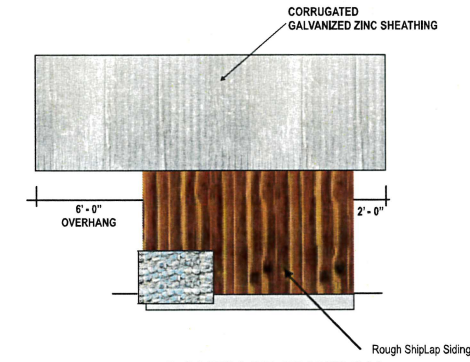 CORRUGATED
GALVANIZED ZINC SHEATHING
6' - 0"
OVERHANG
2' - 0"
Rough ShipLap Siding